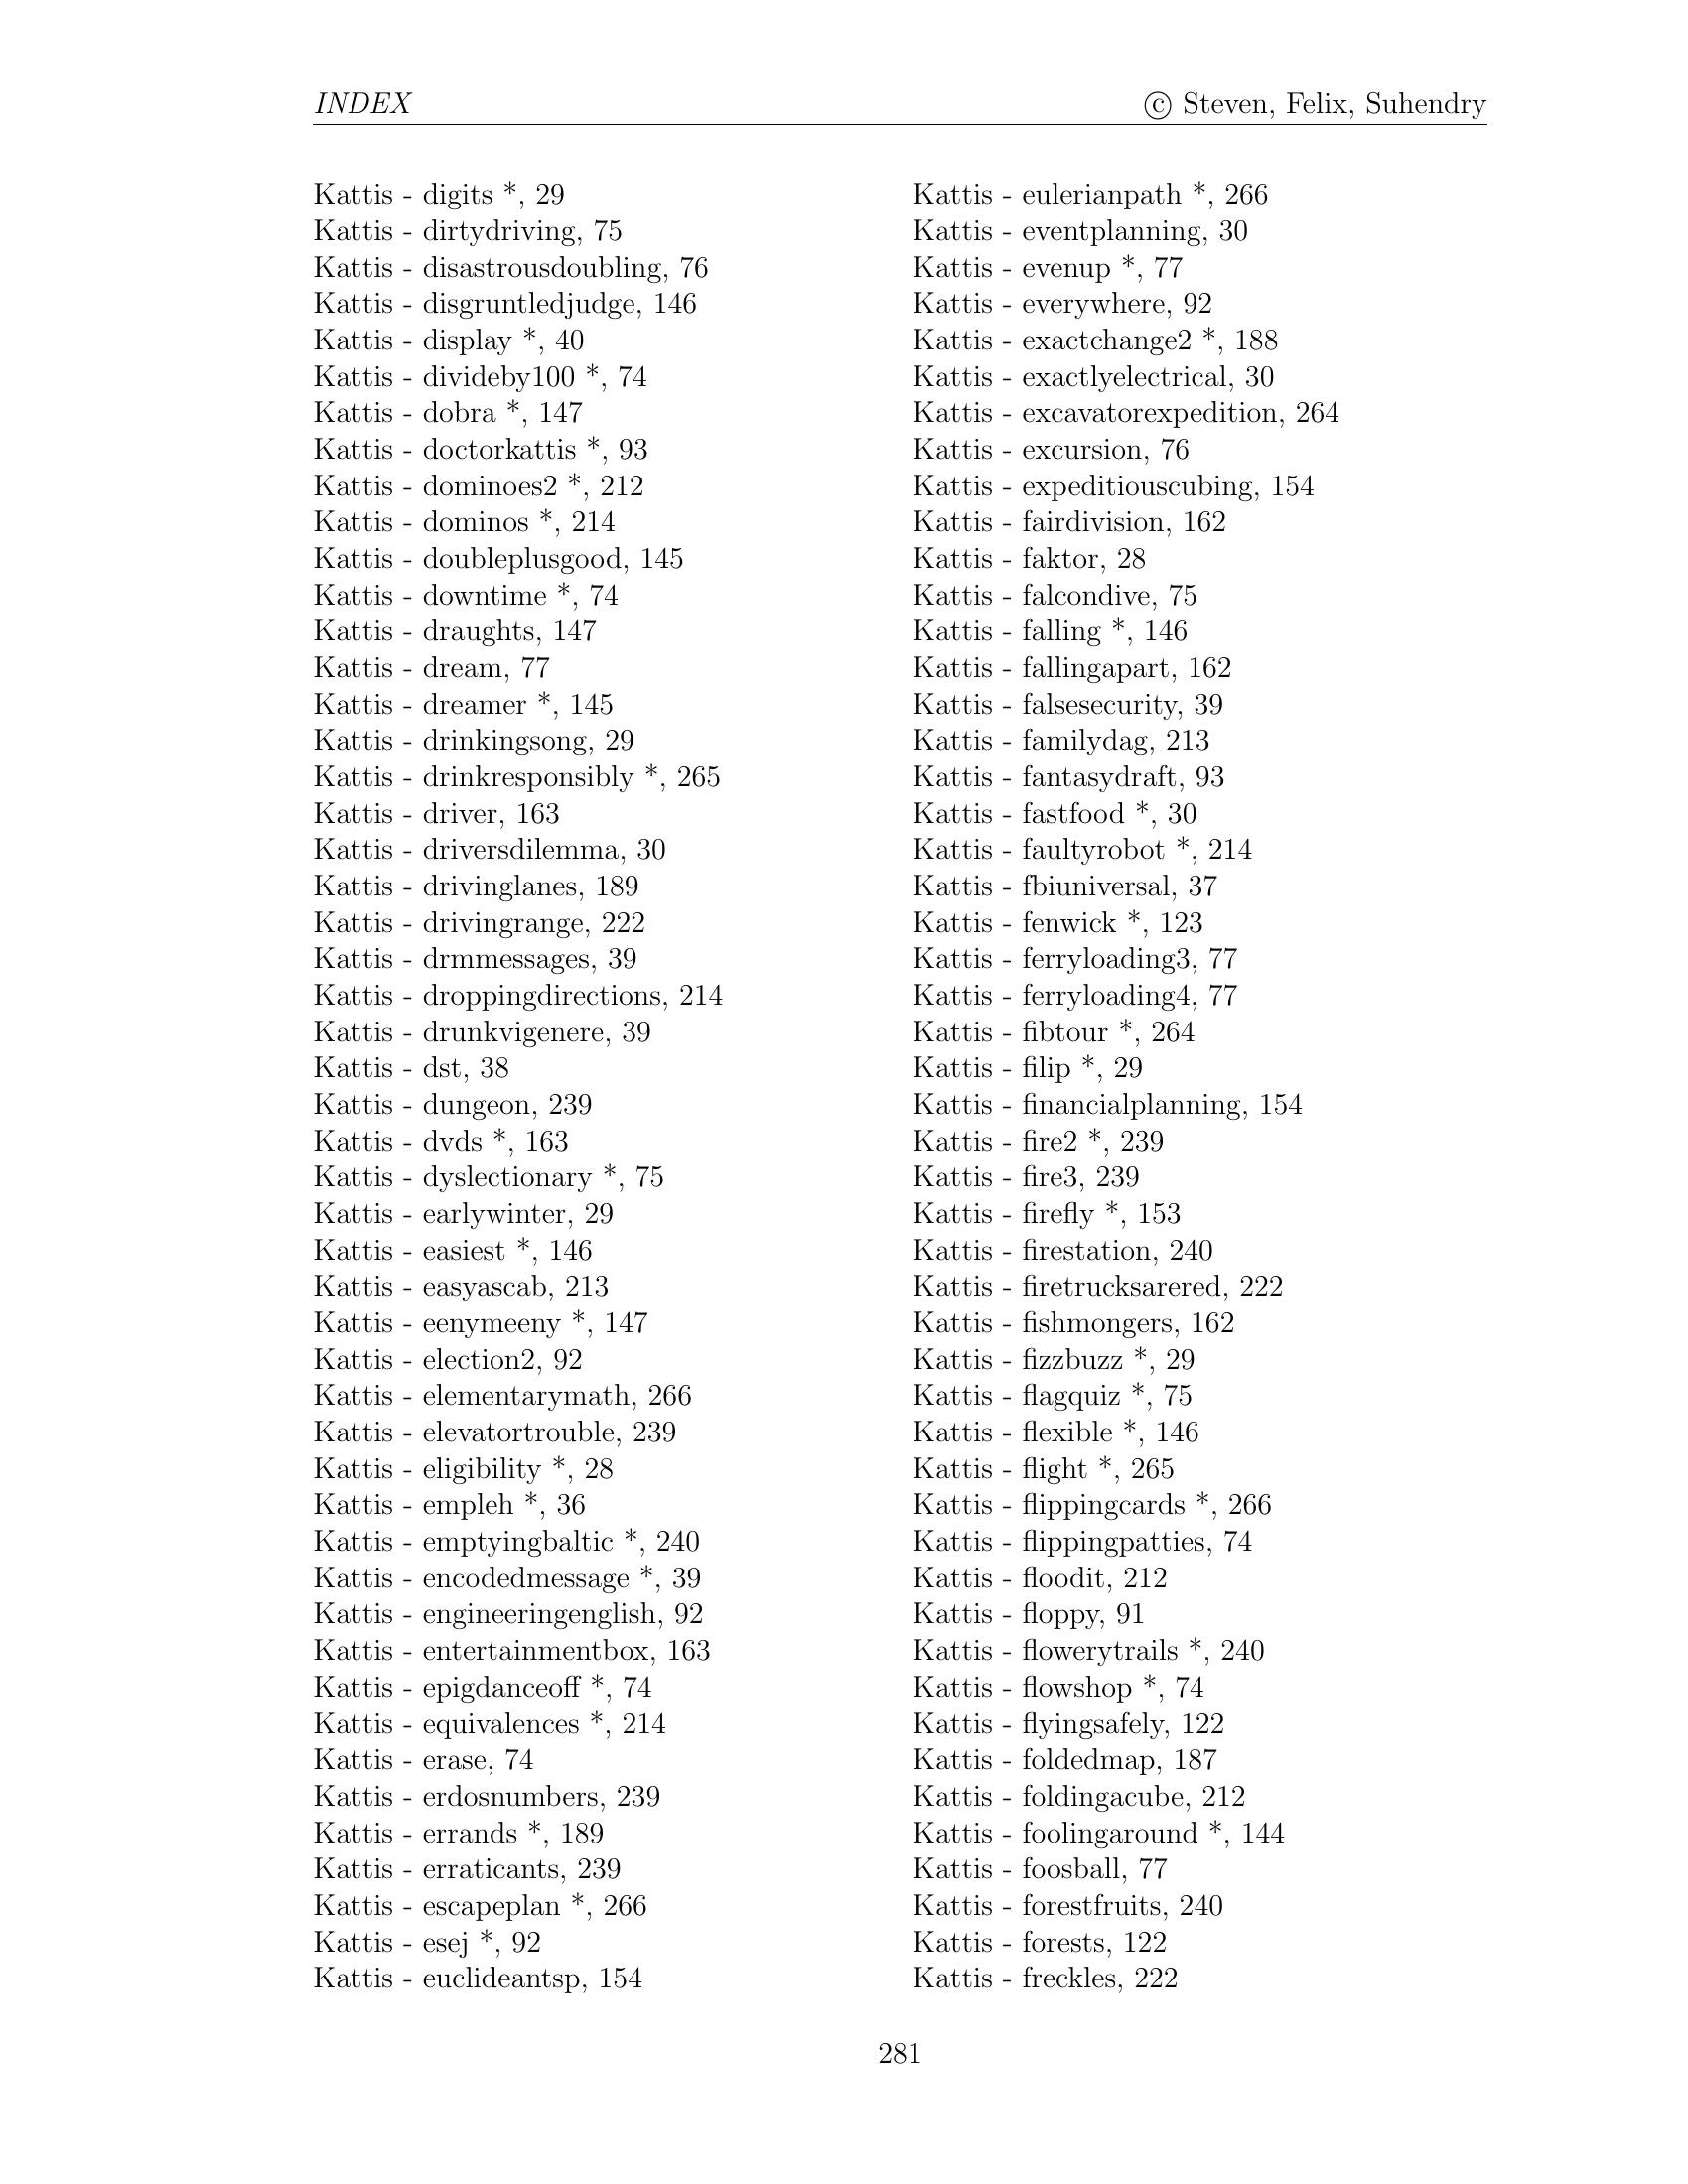 INDEX
© Steven, Felix, Suhendry
Kattis - digits *, 29
Kattis - dirtydriving, 75
Kattis - disastrousdoubling, 76
Kattis - disgruntledjudge, 146
Kattis - display *, 40
Kattis - divideby100 *, 74
Kattis - dobra *, 147
Kattis - doctorkattis *, 93
Kattis - dominoes2 *, 212
Kattis - dominos *, 214
Kattis - doubleplusgood, 145
Kattis - downtime *, 74
Kattis - draughts, 147
Kattis - dream, 77
Kattis - dreamer *, 145
Kattis - drinkingsong, 29
Kattis - drinkresponsibly *, 265
Kattis - driver, 163
Kattis - driversdilemma, 30
Kattis - drivinglanes, 189
Kattis - drivingrange, 222
Kattis - drmmessages, 39
Kattis - droppingdirections, 214
Kattis - drunkvigenere, 39
Kattis - dst, 38
Kattis - dungeon, 239
Kattis - dvds *, 163
Kattis - dyslectionary *, 75
Kattis - earlywinter, 29
Kattis - easiest *, 146
Kattis - easyascab, 213
Kattis - eenymeeny *, 147
Kattis - election2, 92
Kattis - elementarymath, 266
Kattis - elevatortrouble, 239
Kattis - eligibility *, 28
Kattis - empleh *, 36
Kattis - emptyingbaltic *, 240
Kattis - encodedmessage *, 39
Kattis - engineeringenglish, 92
Kattis - entertainmentbox, 163
Kattis - epigdanceoff *, 74
Kattis - equivalences *, 214
Kattis - erase, 74
Kattis - erdosnumbers, 239
Kattis - errands *, 189
Kattis - erraticants, 239
Kattis - escapeplan *, 266
Kattis - esej *, 92
Kattis - euclideantsp, 154
Kattis - eulerianpath *, 266
Kattis - eventplanning, 30
Kattis - evenup *, 77
Kattis - everywhere, 92
Kattis - exactchange2 *, 188
Kattis - exactlyelectrical, 30
Kattis - excavatorexpedition, 264
Kattis - excursion, 76
Kattis - expeditiouscubing, 154
Kattis - fairdivision, 162
Kattis - faktor, 28
Kattis - falcondive, 75
Kattis - falling *, 146
Kattis - fallingapart, 162
Kattis - falsesecurity, 39
Kattis - familydag, 213
Kattis - fantasydraft, 93
Kattis - fastfood *, 30
Kattis - faultyrobot *, 214
Kattis - fbiuniversal, 37
Kattis - fenwick *, 123
Kattis - ferryloading3, 77
Kattis - ferryloading4, 77
Kattis - fibtour *, 264
Kattis - filip *, 29
Kattis - financialplanning, 154
Kattis - fire2 *, 239
Kattis - fire3, 239
Kattis - firefly *, 153
Kattis - firestation, 240
Kattis - firetrucksarered, 222
Kattis - fishmongers, 162
Kattis - fizzbuzz *, 29
Kattis - flagquiz *, 75
Kattis - flexible *, 146
Kattis - flight *, 265
Kattis - flippingcards *, 266
Kattis - flippingpatties, 74
Kattis - floodit, 212
Kattis - floppy, 91
Kattis - flowerytrails *, 240
Kattis - flowshop *, 74
Kattis - flyingsafely, 122
Kattis - foldedmap, 187
Kattis - foldingacube, 212
Kattis - foolingaround *, 144
Kattis - foosball, 77
Kattis - forestfruits, 240
Kattis - forests, 122
Kattis - freckles, 222
281